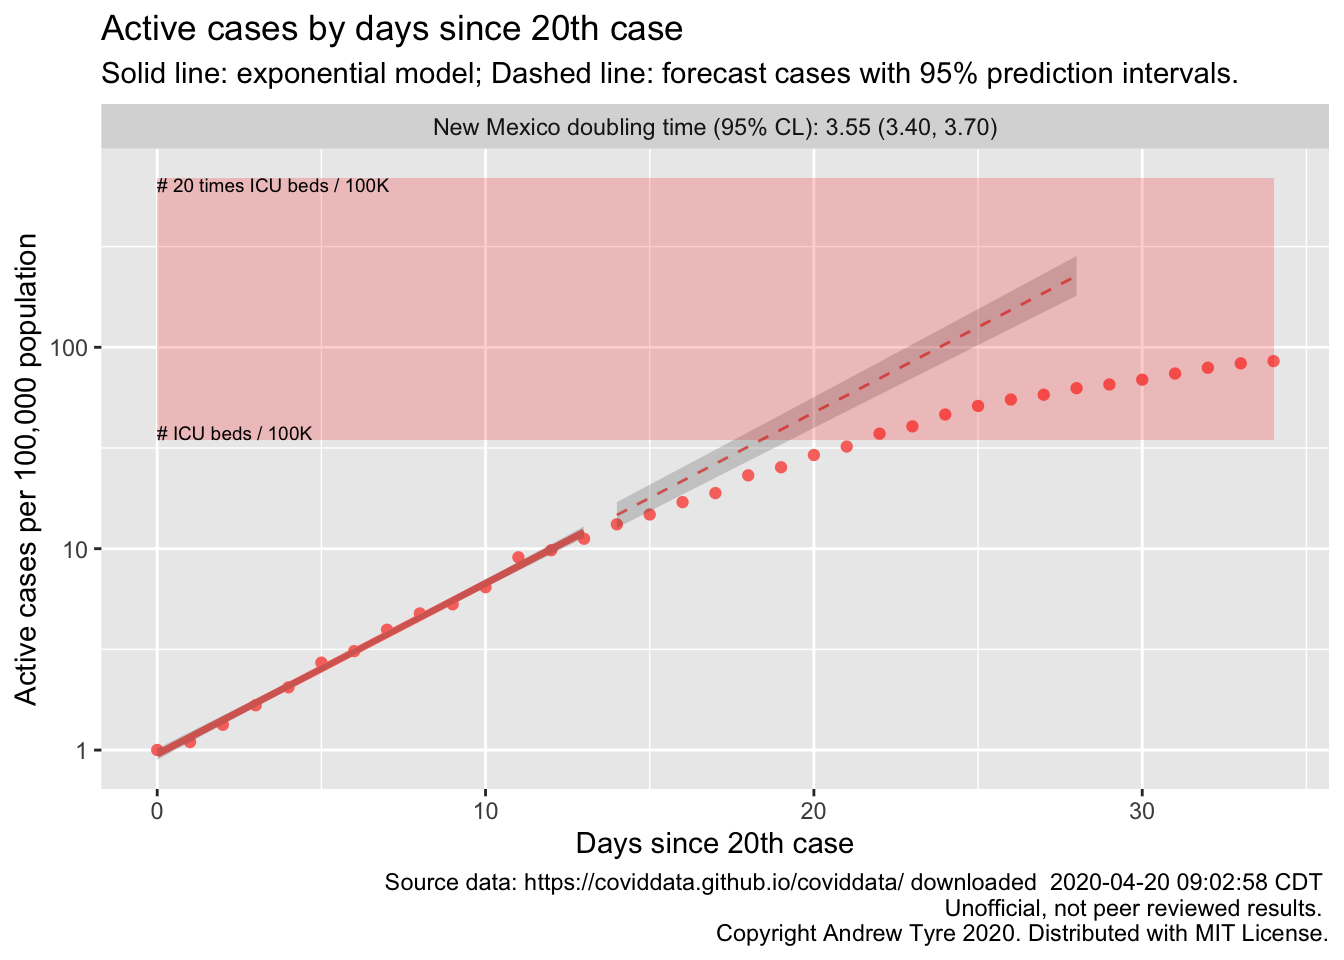 Active cases by days since 20th case
Solid line: exponential model; Dashed line: forecast cases with 95% prediction intervals.
New Mexico doubling time (95% CL): 3.55 (3.40, 3.70)
# 20 times ICU beds / 100K
# ICU beds / 100K
Active cases per 100,000 population
100
10
1
0
10
20
30
Days since 20th case
Source data: https://coviddata.github.io/coviddata/ downloaded  2020-04-20 09:02:58 CDT
Unofficial, not peer reviewed results.
Copyright Andrew Tyre 2020. Distributed with MIT License.